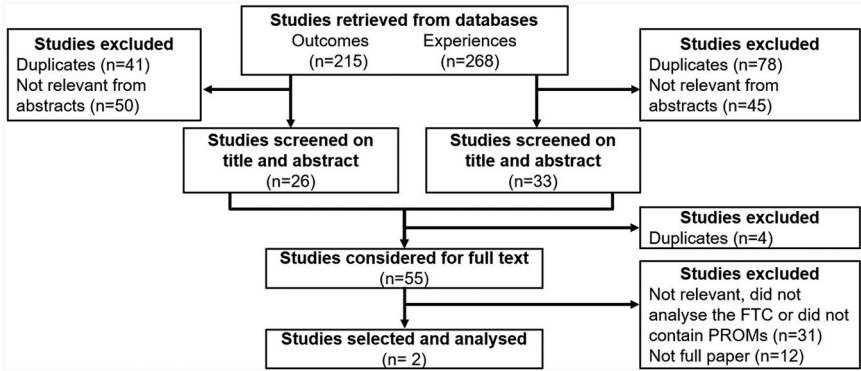 Studies retrieved from databases
Outcomes Experiences
(n=215) (n=268)
Studies excluded
Duplicates (n=41)
Not relevant from
abstracts (n=50)
Studies excluded
Duplicates (n=78)
Not relevant from
abstracts (n=45)
Studies screened on
title and abstract
(n=26)
Studies screened on
title and abstract
(n=33)
Studies excluded
Duplicates (n=4)
Studies considered for full text
(n=55)
Studies excluded
Not relevant, did not
analyse the FTC or did not
contain PROMs (n=31)
Not full paper (n=12)
Studies selected and analysed
(n= 2)